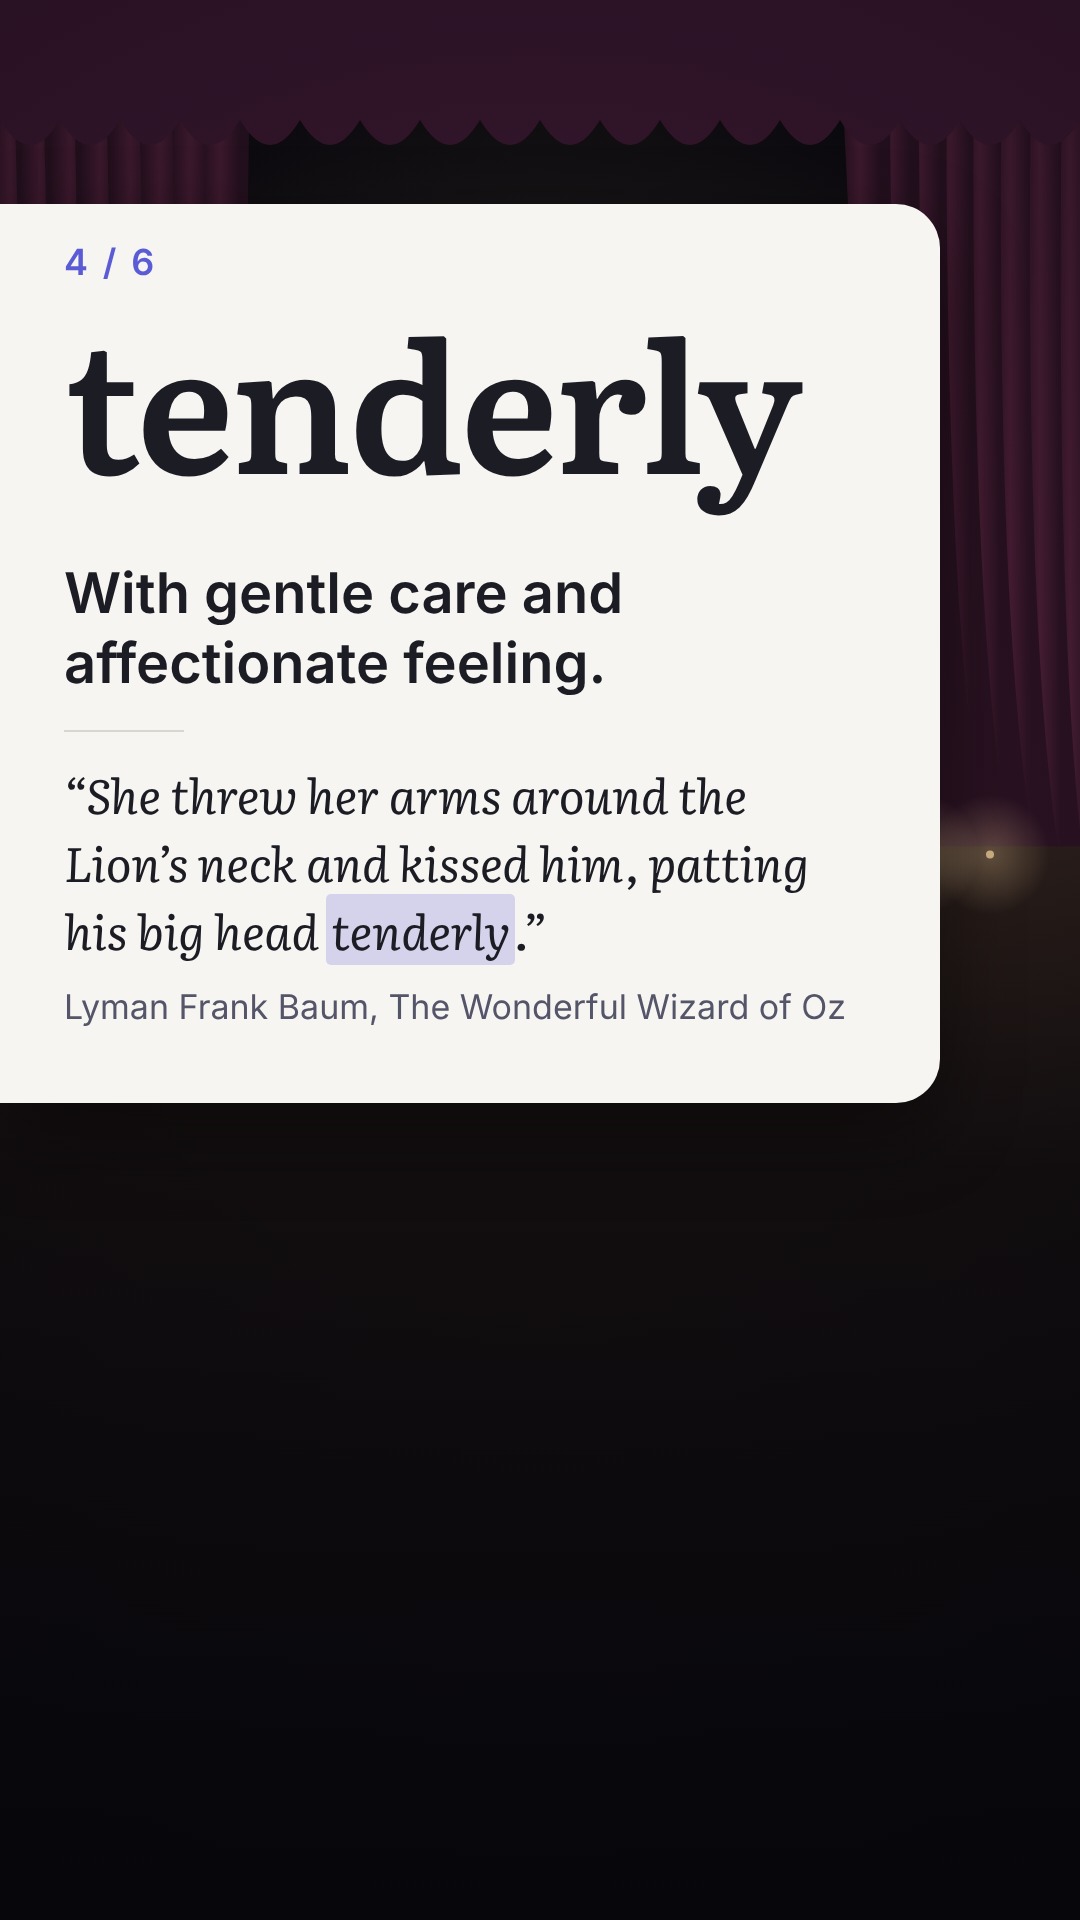 4 / 6
tenderly
With gentle care and
affectionate feeling.
“She threw her arms around the
Lion’s neck and kissed him, patting
his big head tenderly.”
Lyman Frank Baum, The Wonderful Wizard of Oz